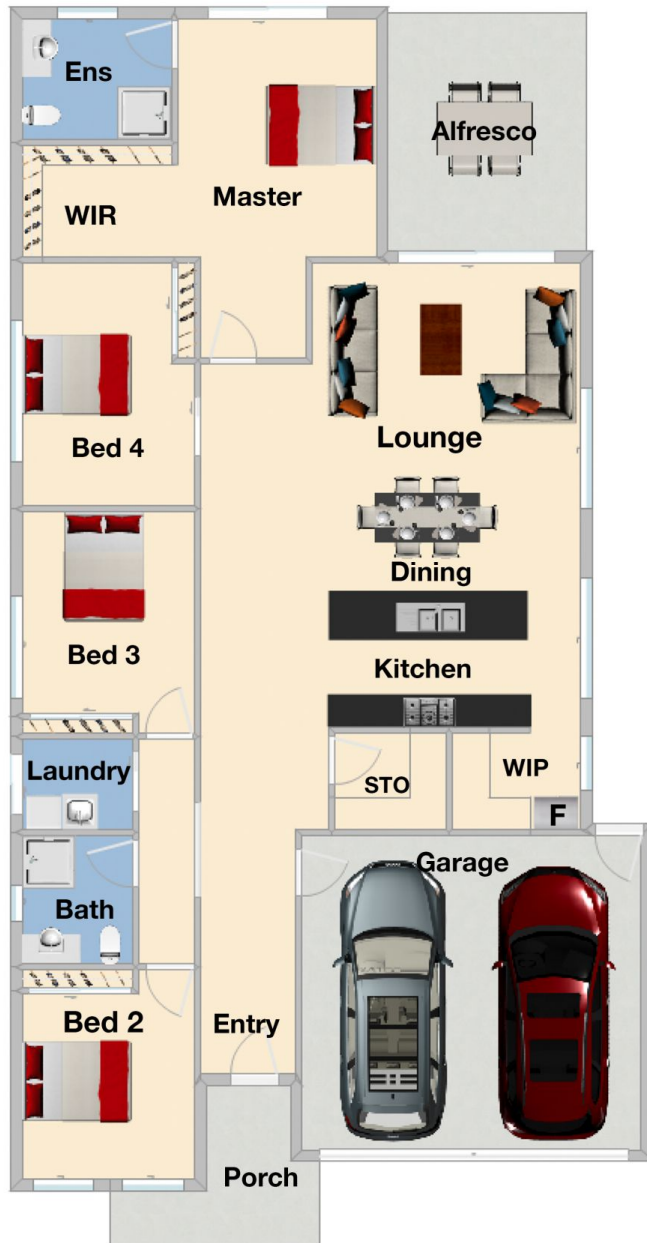 Ens
Alfresco
Master
WIR
Lounge
Bed 4
Dining
Bed 3
Kitchen
Laundry
STO
WIP
F
Garage
Bath
Bed 2
Entry
Porch